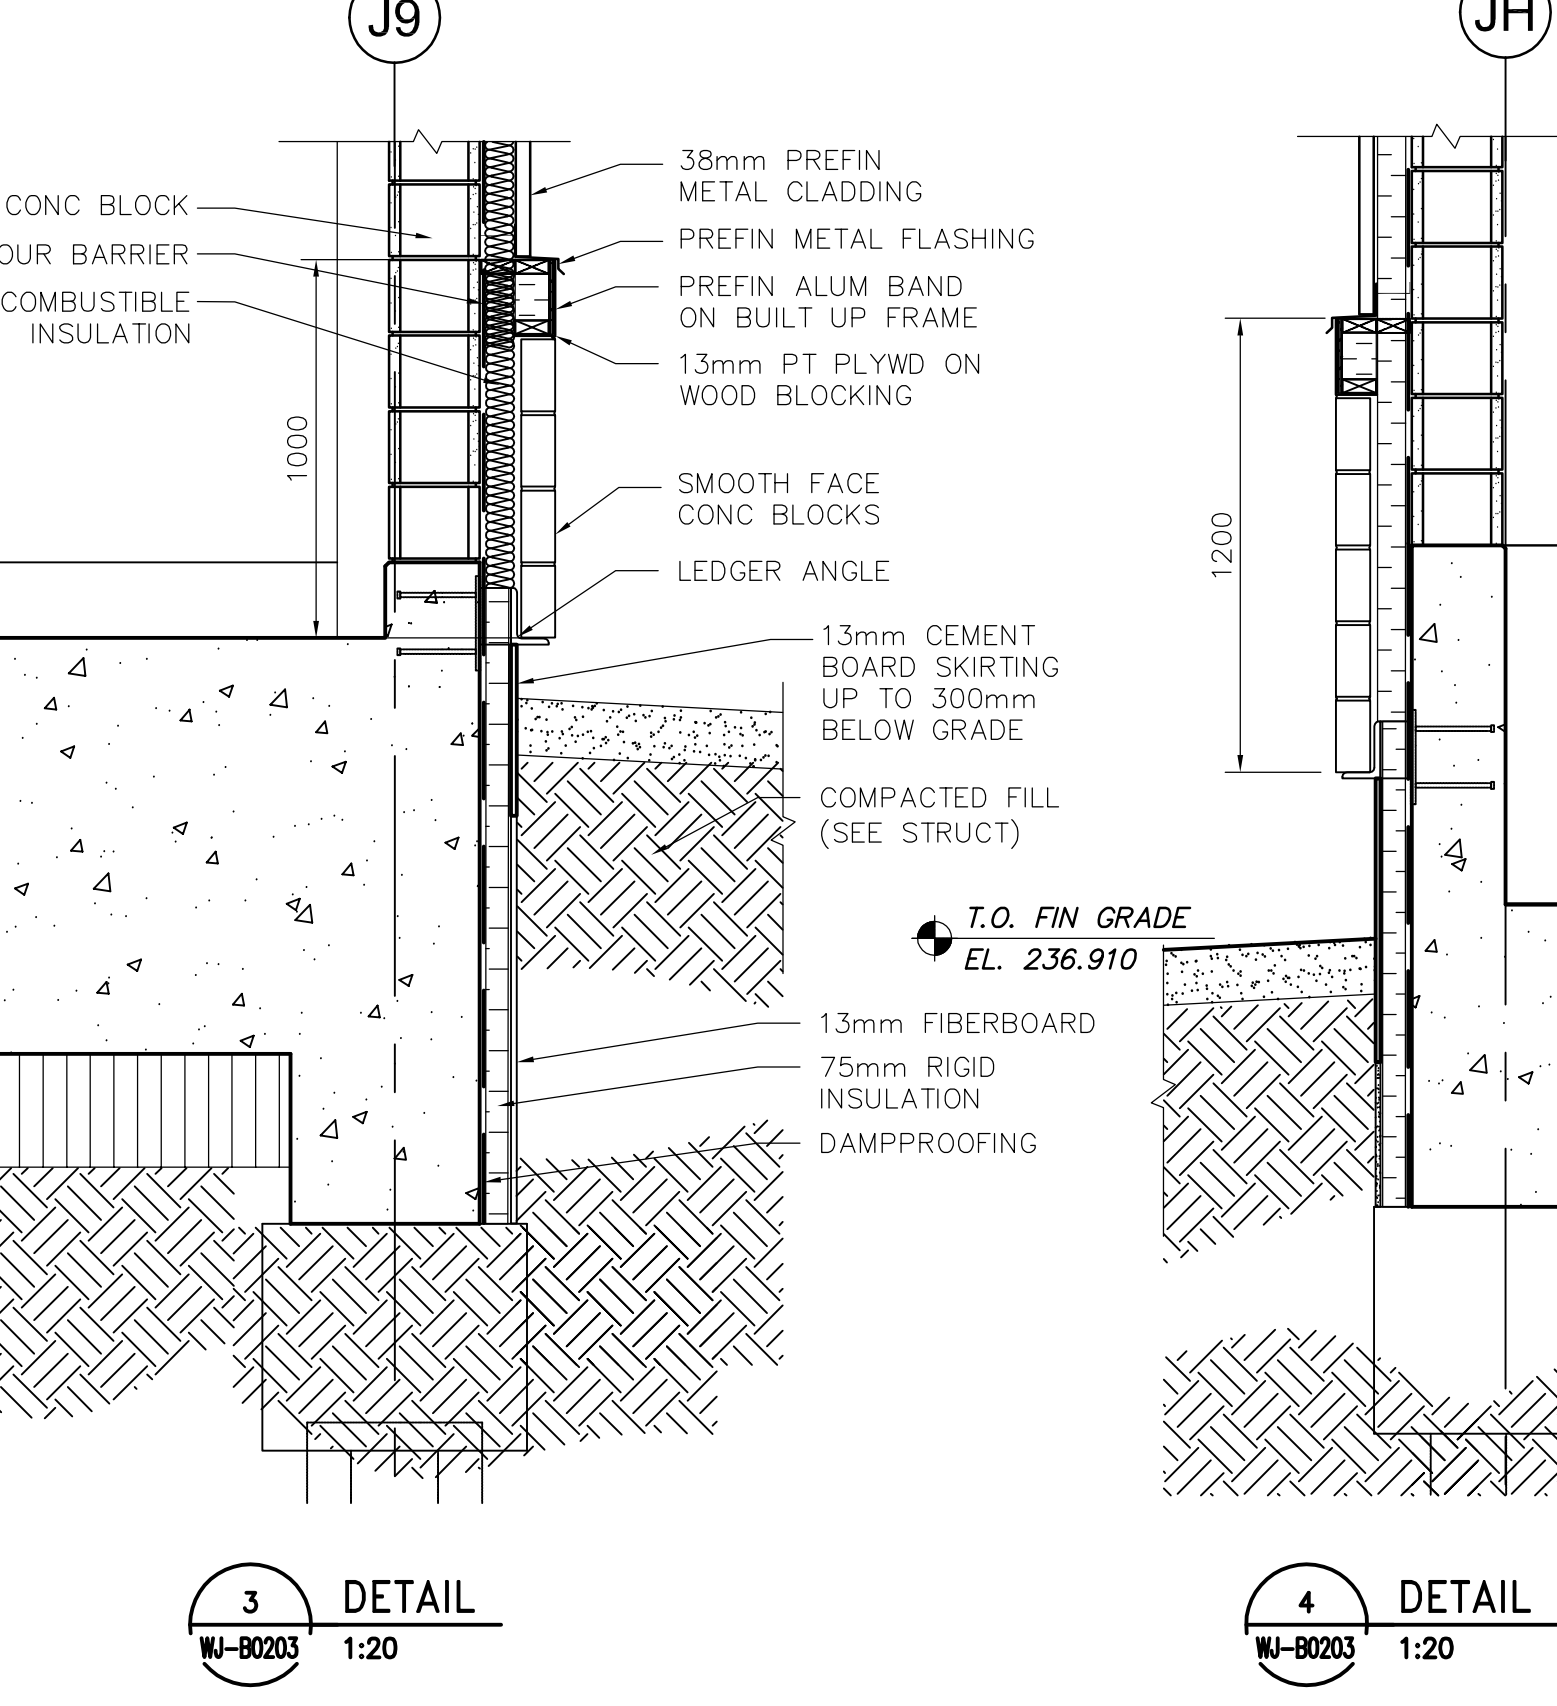 J9
JH
CONC BLOCK
OUR BARRIER
COMBUSTIBLE
INSULATION
38mm PREFIN
METAL CLADDING
PREFIN METAL FLASHING
PREFIN ALUM BAND
ON BUILT UP FRAME
13mm PT PLYWD ON
WOOD BLOCKING
1000
SMOOTH FACE
CONC BLOCKS
LEDGER ANGLE
1200
13mm CEMENT
BOARD SKIRTING
UP TO 300mm
BELOW GRADE
COMPACTED FILL
(SEE STRUCT)
T.O. FIN GRADE
EL. 236.910
13mm FIBERBOARD
75mm RIGID
INSULATION
DAMPPROOFING
3
DETAIL
WJ-B0203
1:20
4
DETAIL
WJ-B0203
1:20